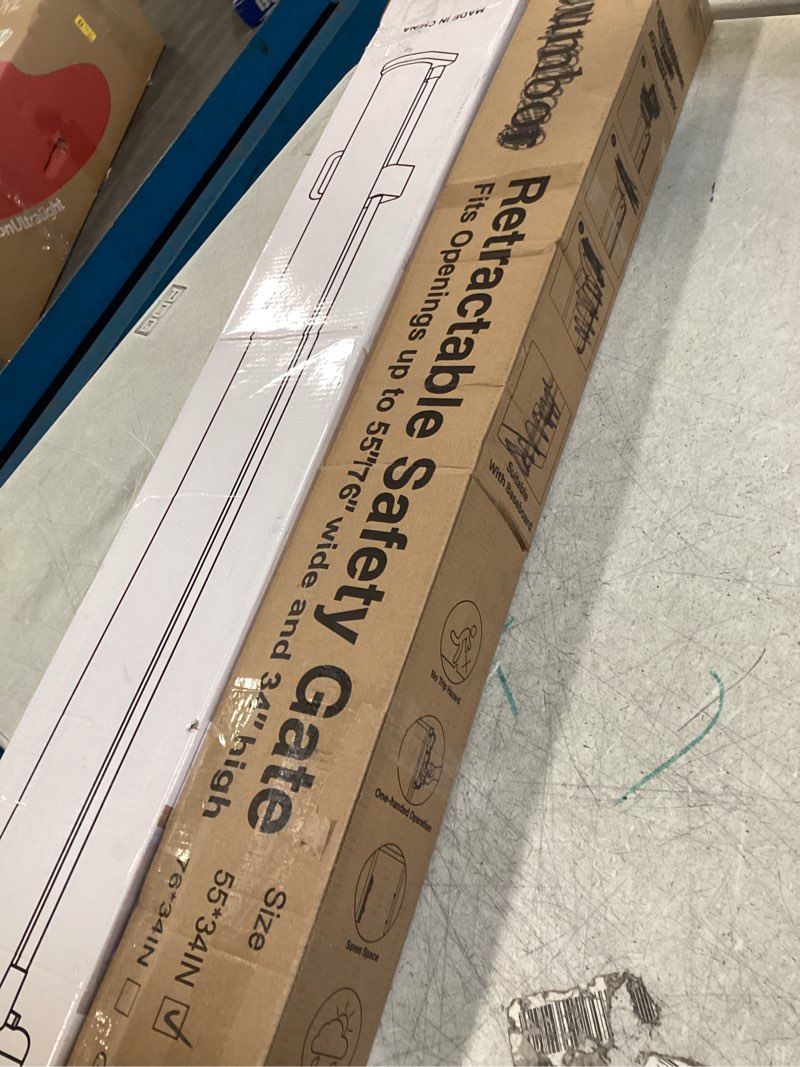 MADE IN CHINA
Retractable Safety Gate
Fits Openings up to 55"/76" wide and 34" high
Size
55*34IN
76*34IN
Suitable
With Baseboard
No Trip Hazard
One-handed Operation
Saves Space